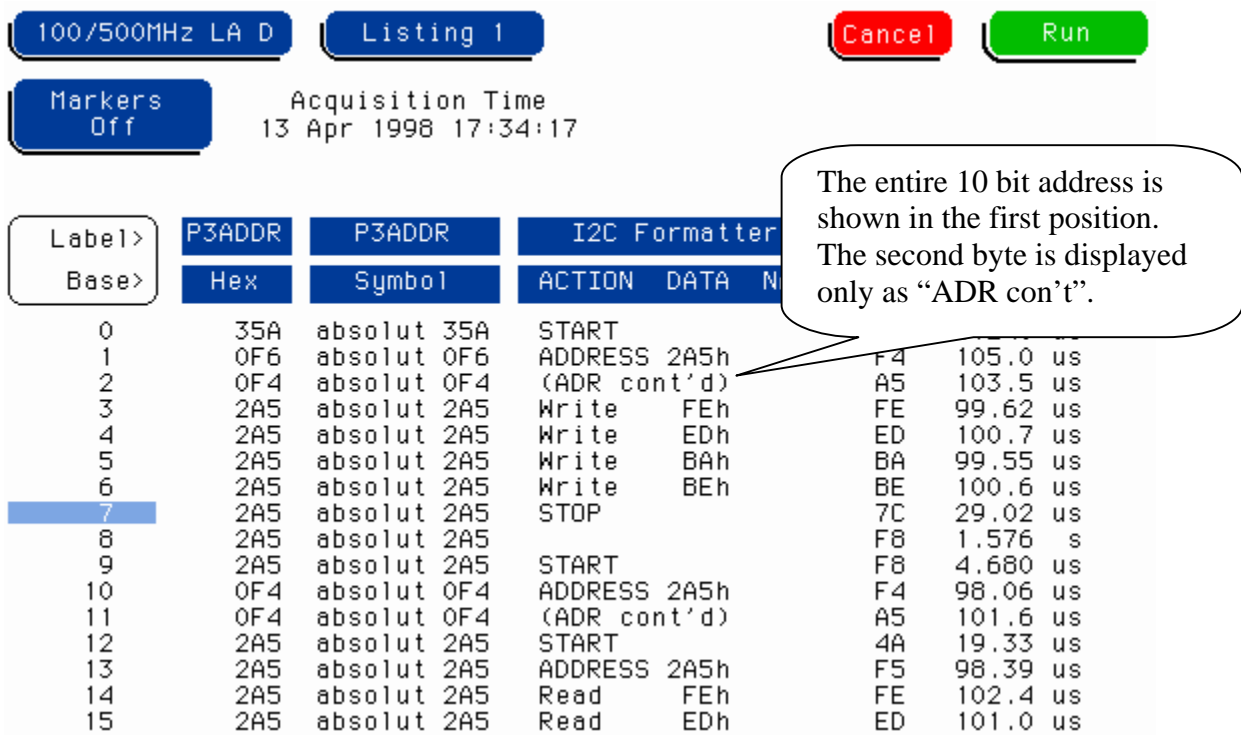 100/500MHz LA D Listing 1 Cancel Run
Markers Off
Acquisition Time
13 Apr 1998 17:34:17
The entire 10 bit address is
shown in the first position.
The second byte is displayed
only as “ADR con’t”.
Label> P3ADDR P3ADDR I2C Formatter
Base> Hex Symbol ACTION DATA
0 35A absolut 35A START us
1 0F6 absolut 0F6 ADDRESS 2A5h F4 105.0 us
2 0F4 absolut 0F4 (ADR cont'd) A5 103.5 us
3 2A5 absolut 2A5 Write FEh FE 99.62 us
4 2A5 absolut 2A5 Write EDh ED 100.7 us
5 2A5 absolut 2A5 Write BAh BA 99.55 us
6 2A5 absolut 2A5 Write BEh BE 100.6 us
7 2A5 absolut 2A5 STOP 7C 29.02 us
8 2A5 absolut 2A5 F8 1.576 s
9 2A5 absolut 2A5 START F8 4.680 us
10 0F4 absolut 0F4 ADDRESS 2A5h F4 98.06 us
11 0F4 absolut 0F4 (ADR cont'd) A5 101.6 us
12 2A5 absolut 2A5 START 4A 19.33 us
13 2A5 absolut 2A5 ADDRESS 2A5h F5 98.39 us
14 2A5 absolut 2A5 Read FEh FE 102.4 us
15 2A5 absolut 2A5 Read EDh ED 101.0 us